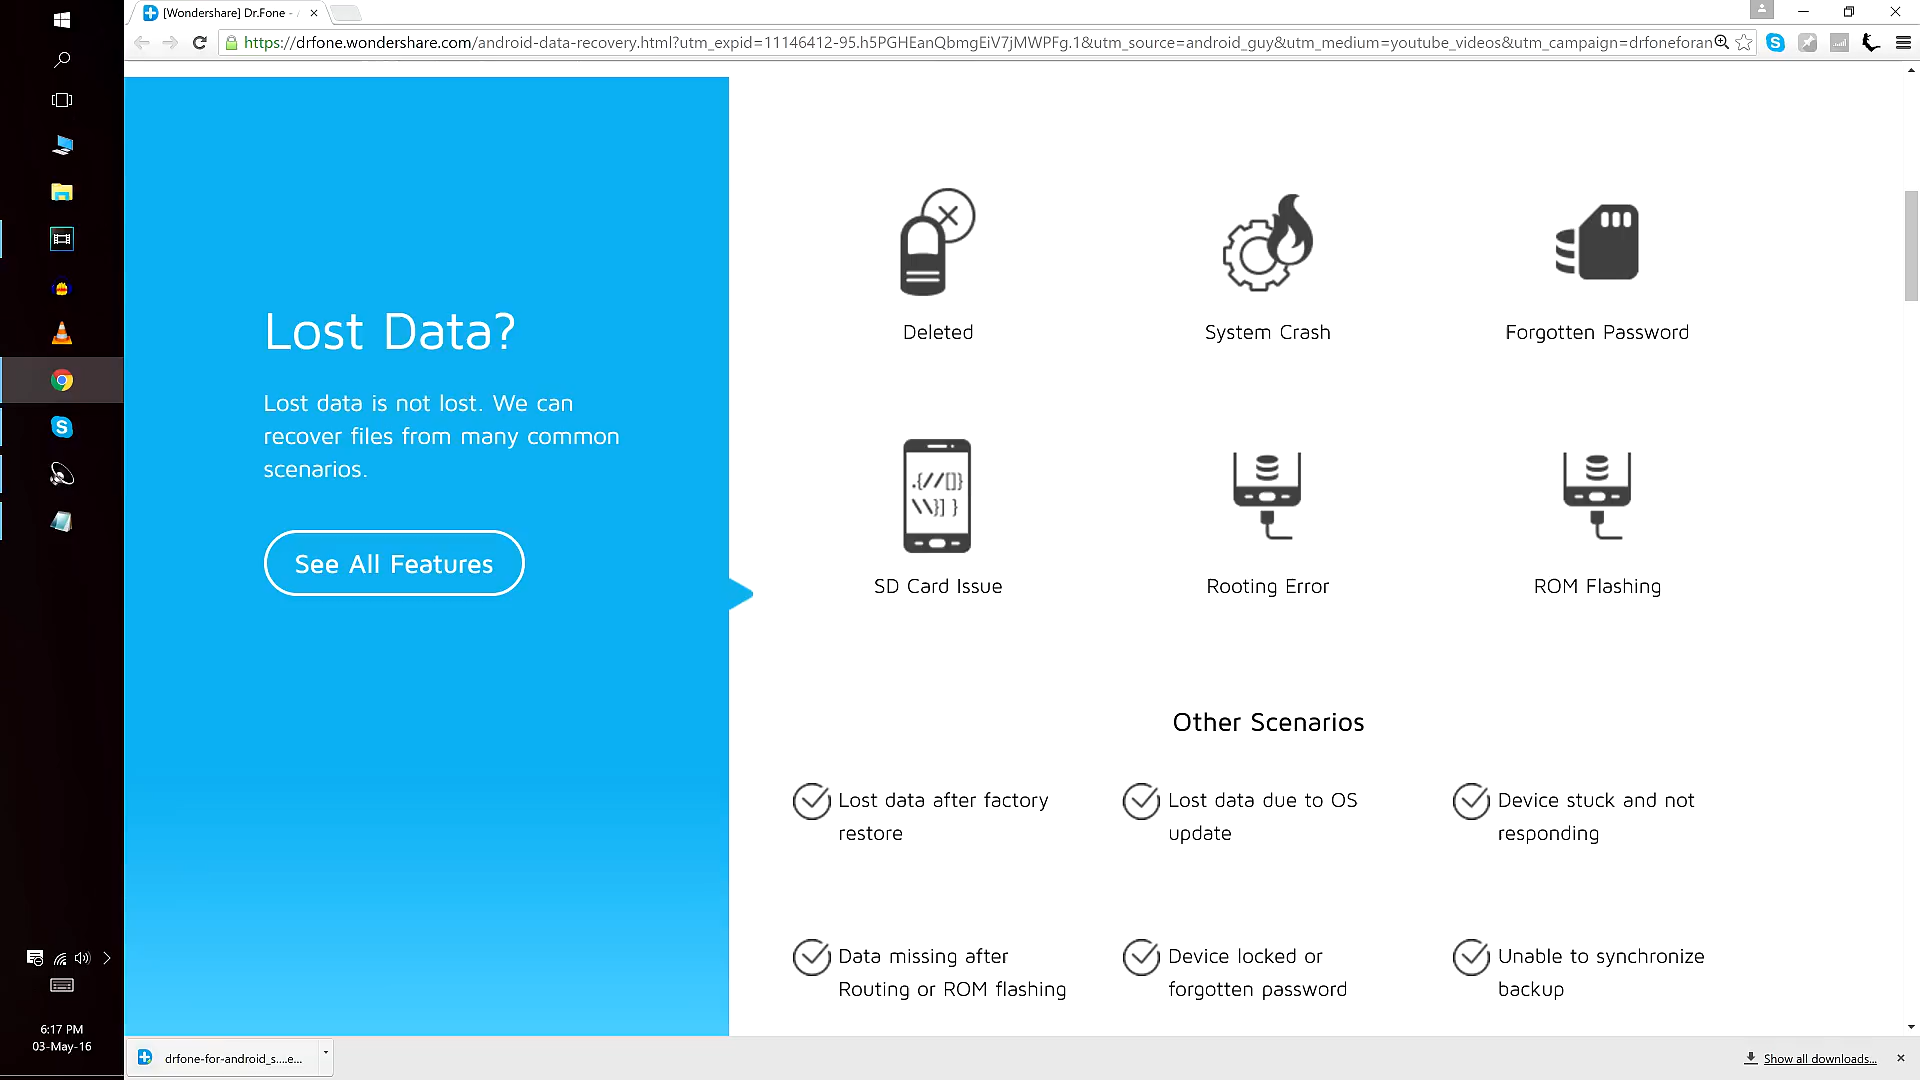 [Wondershare] Dr.Fone -
https://drfone.wondershare.com/android-data-recovery.html?utm_expid=11146412-95.h5PGHEanQbmgEiV7jMWPFg.1&utm_source=android_guy&utm_medium=youtube_videos&utm_campaign=drfoneforan
Lost Data?
Lost data is not lost. We can
recover files from many common
scenarios.
See All Features
Deleted
System Crash
Forgotten Password
.{//[]}
\\}] }
SD Card Issue
Rooting Error
ROM Flashing
Other Scenarios
Lost data after factory
restore
Lost data due to OS
update
Device stuck and not
responding
Data missing after
Routing or ROM flashing
Device locked or
forgotten password
Unable to synchronize
backup
6:17 PM
03-May-16
drfone-for-android_s....e...
Show all downloads...